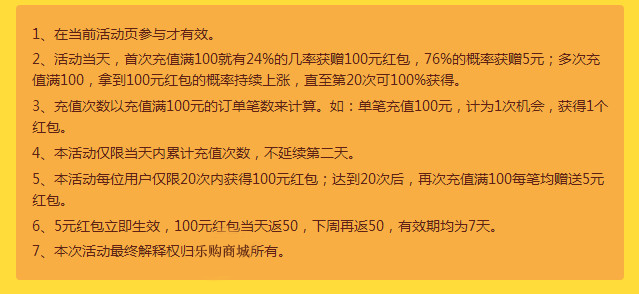 1、在当前活动页参与才有效。
2、活动当天，首次充值满100就有24%的几率获赠100元红包，76%的概率获赠5元；多次充
值满100，拿到100元红包的概率持续上涨，直至第20次可100%获得。
3、充值次数以充值满100元的订单笔数来计算。如：单笔充值100元，计为1次机会，获得1个
红包。
4、本活动仅限当天内累计充值次数，不延续第二天。
5、本活动每位用户仅限20次内获得100元红包；达到20次后，再次充值满100每笔均赠送5元
红包。
6、5元红包立即生效，100元红包当天返50，下周再返50，有效期均为7天。
7、本次活动最终解释权归乐购商城所有。